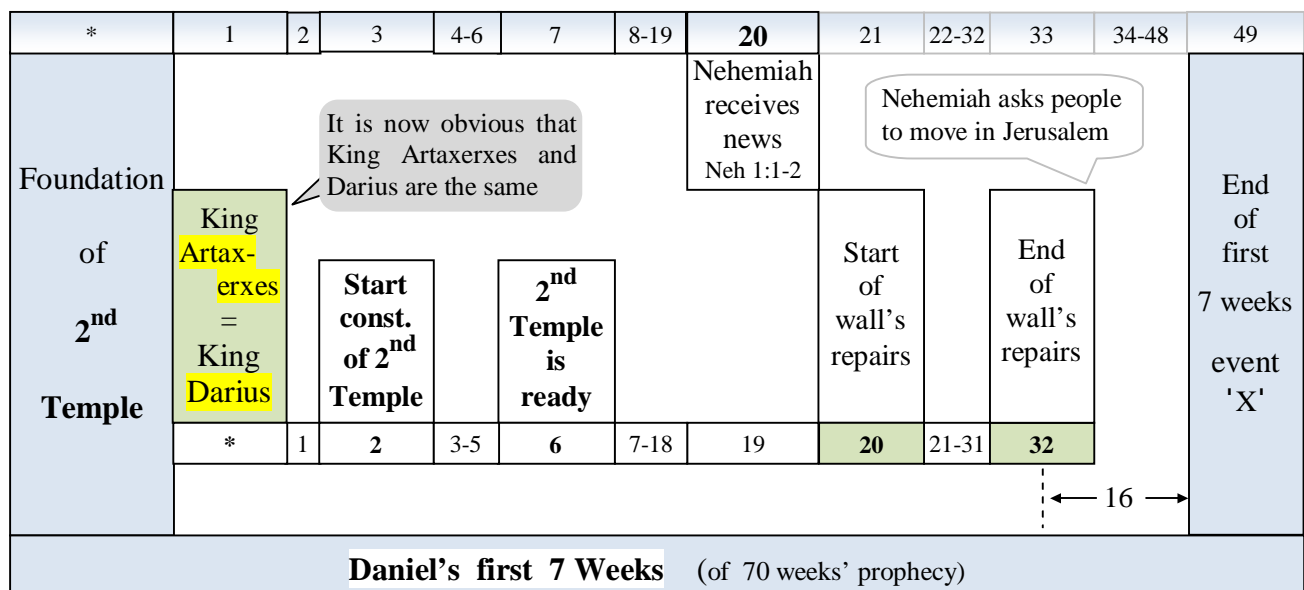 * 1 2 3 4-6 7 8-19 20 21 22-32 33 34-48 49
Foundation
of
2nd
Temple
King
Artax-
erxes
=
King
Darius
It is now obvious that
King Artaxerxes and
Darius are the same
Start
const.
of 2nd
Temple
2nd
Temple
is
ready
Nehemiah
receives
news
Neh 1:1-2
Start
of
wall’s
repairs
Nehemiah asks people
to move in Jerusalem
End
of
wall’s
repairs
End
of
first
7 weeks
event
'X'
* 1 2 3-5 6 7-18 19 20 21-31 32
16
Daniel’s first 7 Weeks (of 70 weeks’ prophecy)